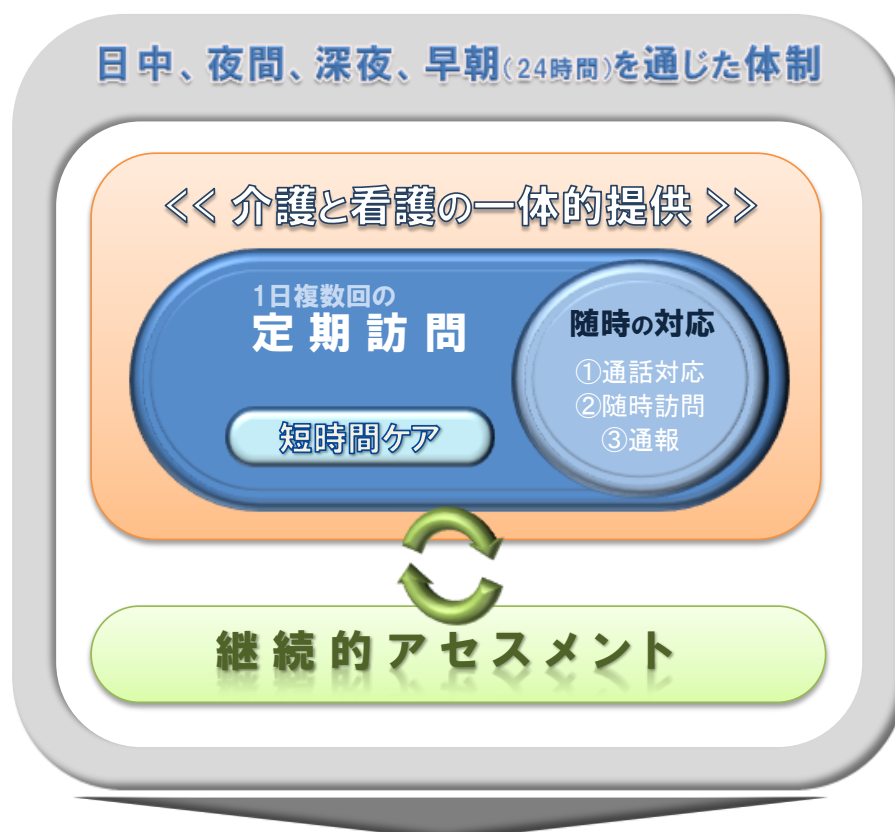 日中、夜間、深夜、早朝(24時間)を通じた体制
<< 介護と看護の一体的提供 >>
1日複数回の
定期訪問
短時間ケア
随時の対応
①通話対応
②随時訪問
③通報
継続的アセスメント